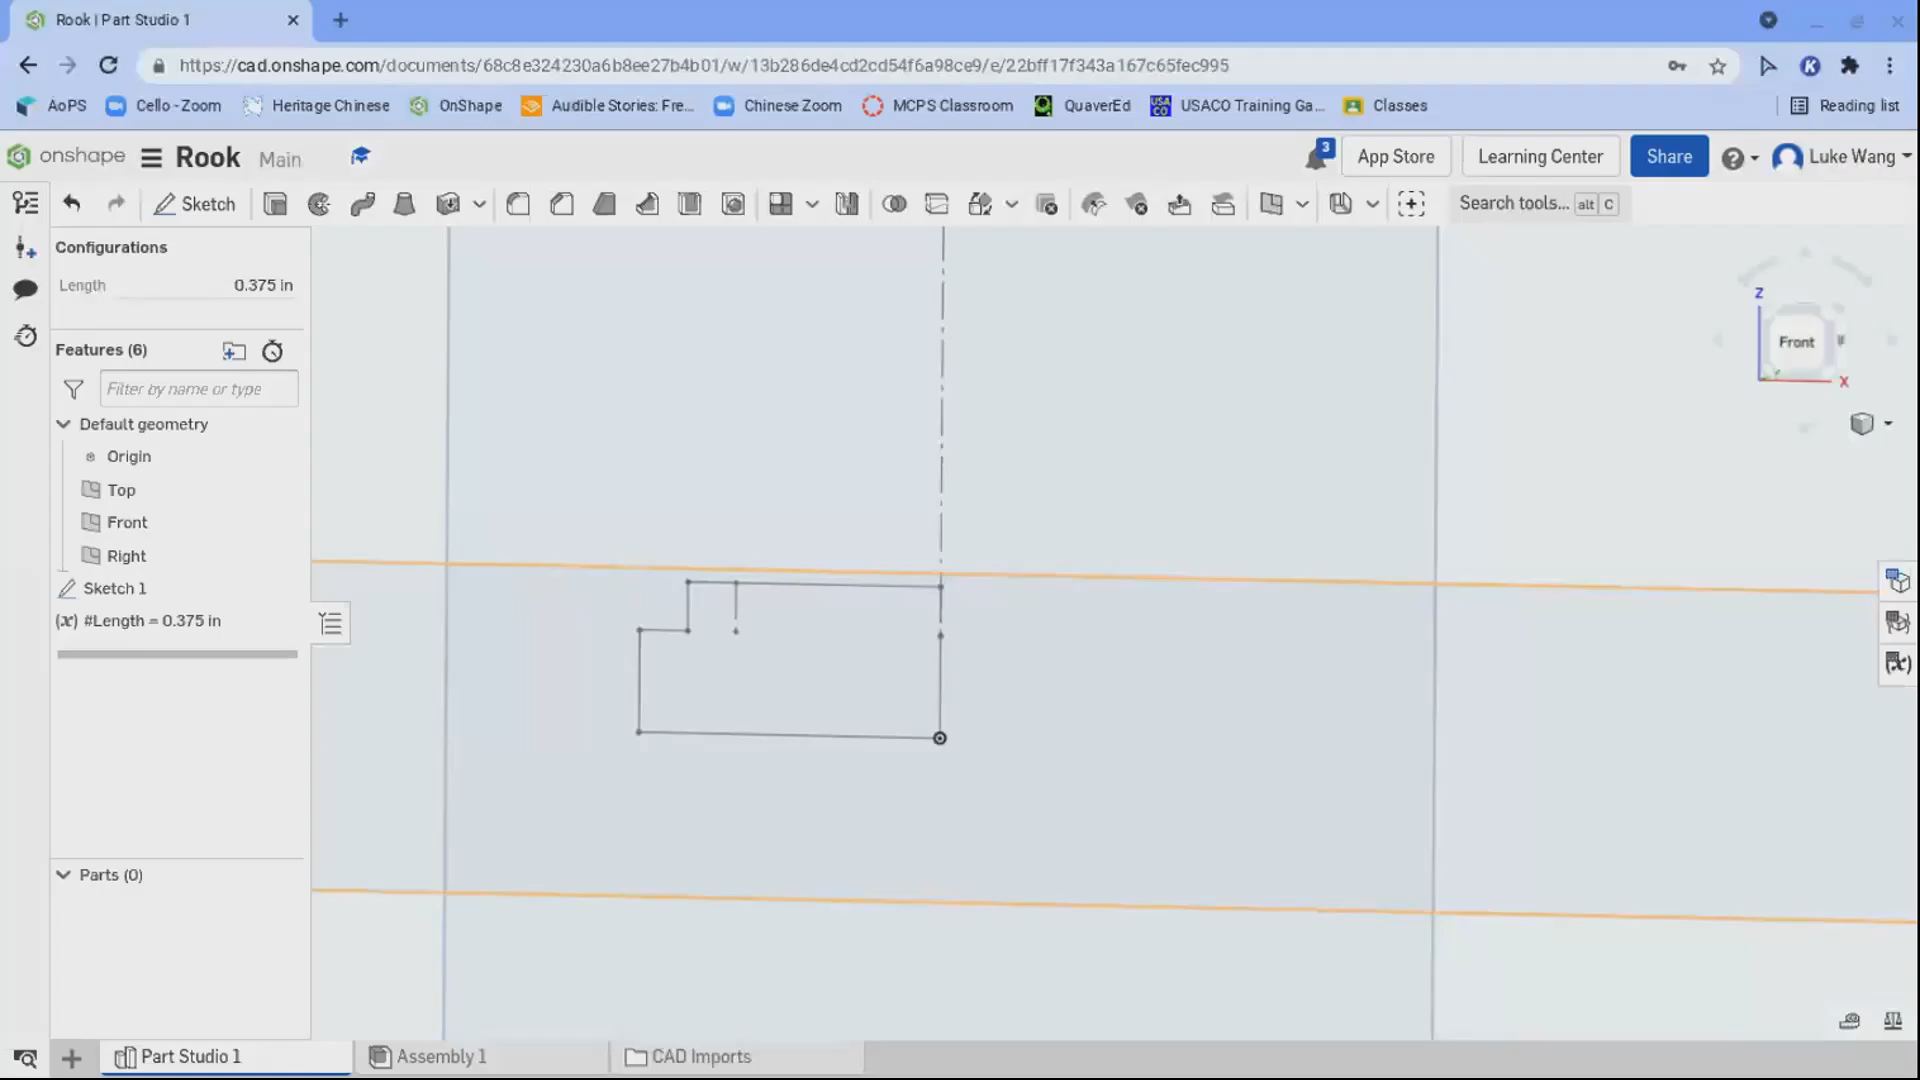 Rook | Part Studio 1
https://cad.onshape.com/documents/68c8e324230a6b8ee27b4b01/w/13b286de4cd2cd54f6a98ce9/e/22bff17f343a167c65fec995
AoPS Cello - Zoom Heritage Chinese OnShape Audible Stories: Fre... Chinese Zoom MCPS Classroom QuaverEd USACO Training Ga... Classes Reading list
onshape Rook Main 3 App Store Learning Center Share Luke Wang
Sketch Search tools... alt C
Configurations
Length 0.375 in
Features (6)
Filter by name or type
Default geometry
Origin
Top
Front
Right
Sketch 1
(x) #Length = 0.375 in
Parts (0)
Z
Front
X
Part Studio 1 Assembly 1 CAD Imports